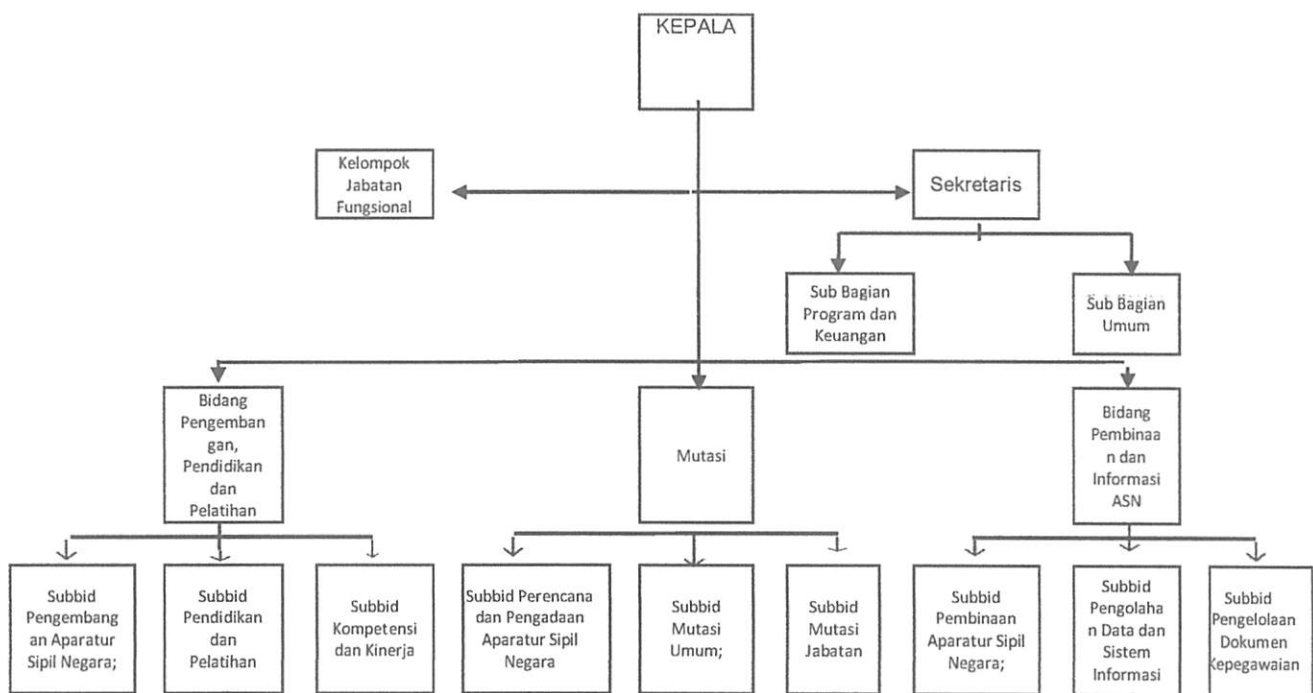 KEPALA
Kelompok
Jabatan
Fungsional
Sekretaris
Sub Bagian
Program dan
Keuangan
Sub Bagian
Umum
Bidang
Pengemban
gan,
Pendidikan
dan
Pelatihan
Mutasi
Bidang
Pembinaa
n dan
Informasi
ASN
Subbid
Pengembang
an Aparatur
Sipil Negara;
Subbid
Pendidikan
dan
Pelatihan
Subbid
Kompetensi
dan Kinerja
Subbid Perencana
dan Pengadaan
Aparatur Sipil
Negara
Subbid
Mutasi
Umum;
Subbid
Mutasi
Jabatan
Subbid
Pembinaan
Aparatur Sipil
Negara;
Subbid
Pengolaha
n Data dan
Sistem
Informasi
Subbid
Pengelolaan
Dokumen
Kepegawaian